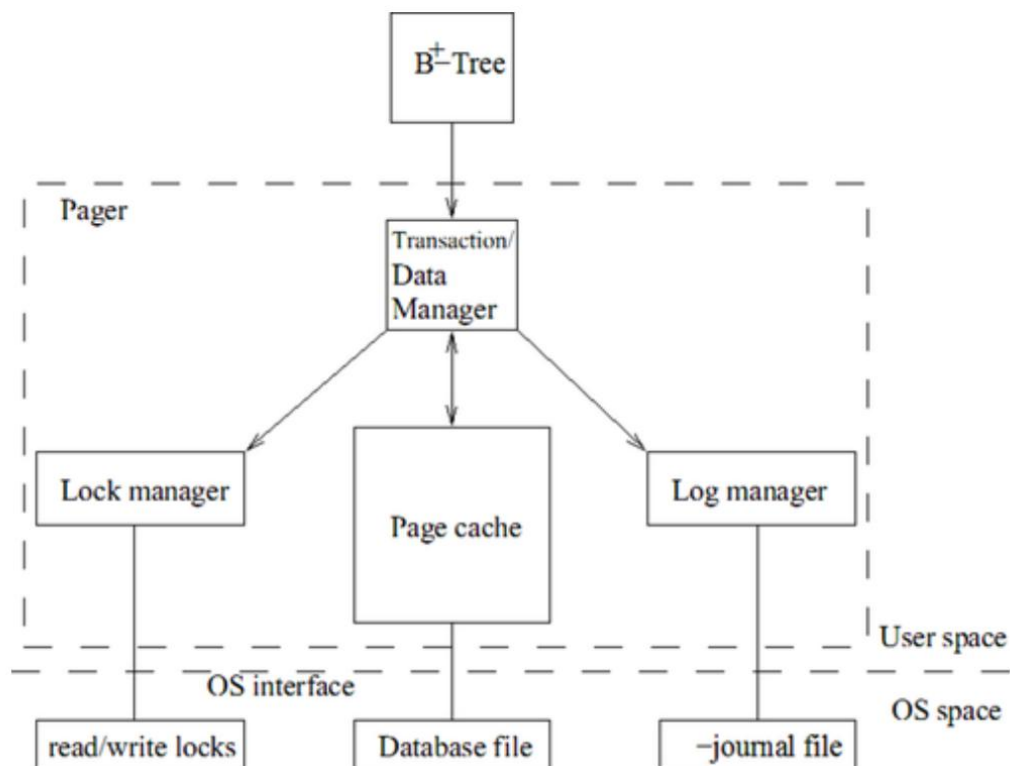 B+-Tree
Pager
Transaction/
Data
Manager
Lock manager
Page cache
Log manager
User space
OS interface
OS space
read/write locks
Database file
-journal file